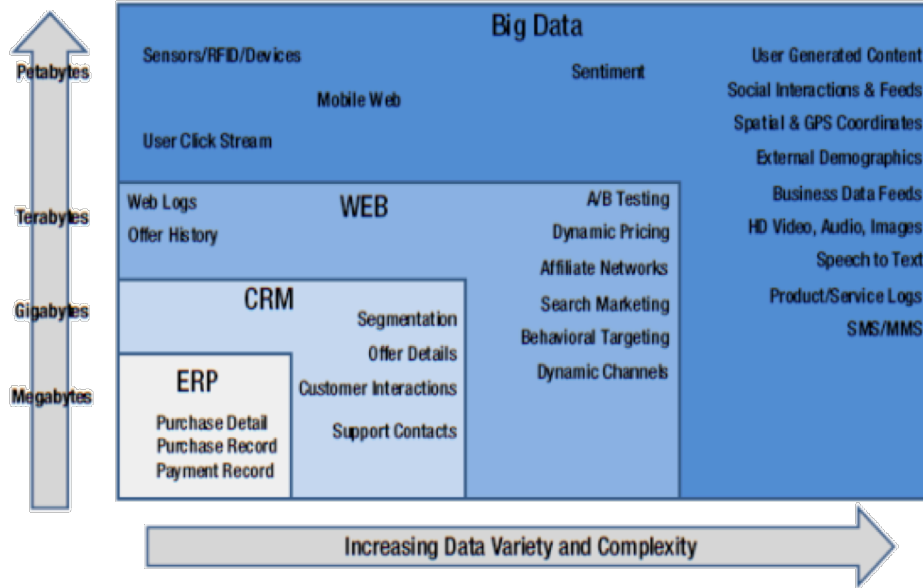 Big Data
Sensors/RFID/Devices
User Generated Content
Petabytes
Sentiment
Social Interactions & Feeds
Mobile Web
Spatial & GPS Coordinates
User Click Stream
External Demographics
Web Logs
WEB
A/B Testing
Business Data Feeds
Terabytes
Offer History
Dynamic Pricing
HD Video, Audio, Images
Affiliate Networks
Speech to Text
CRM
Search Marketing
Product/Service Logs
Gigabytes
Segmentation
Behavioral Targeting
SMS/MMS
Offer Details
Dynamic Channels
ERP
Customer Interactions
Megabytes
Purchase Detail
Support Contacts
Purchase Record
Payment Record
Increasing Data Variety and Complexity